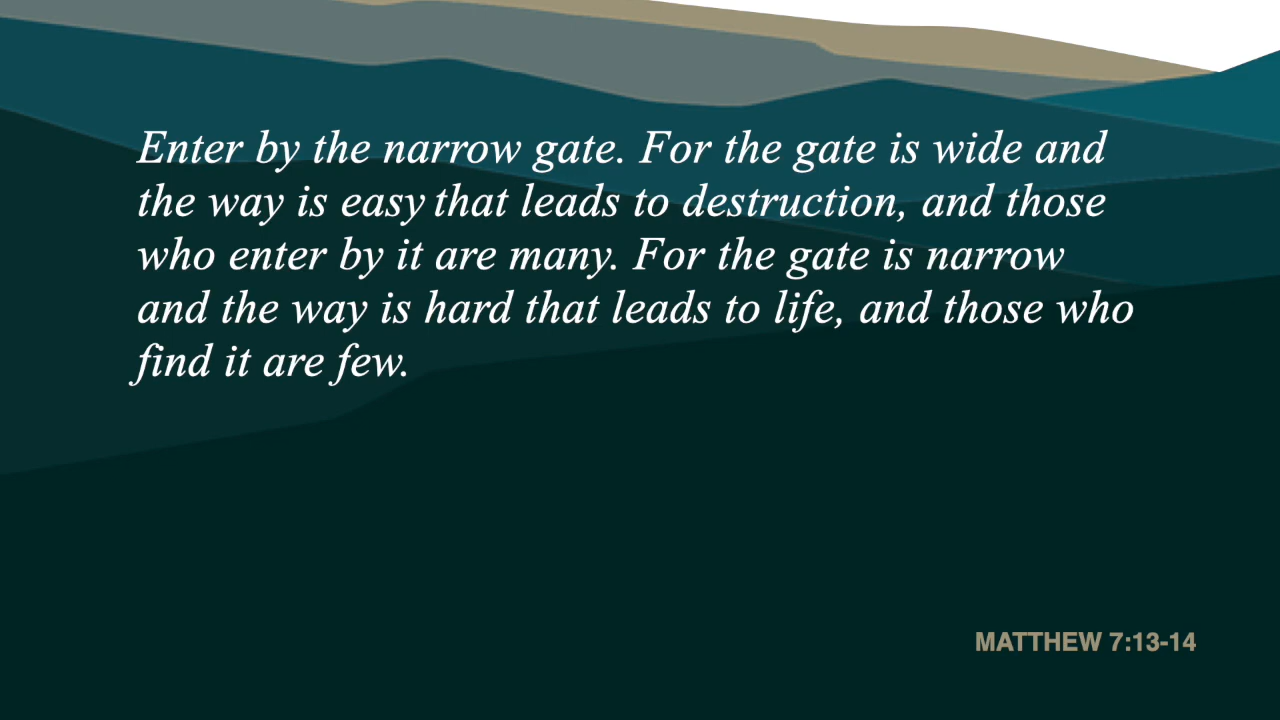 Enter by the narrow gate. For the gate is wide and
the way is easy that leads to destruction, and those
who enter by it are many. For the gate is narrow
and the way is hard that leads to life, and those who
find it are few.
MATTHEW 7:13-14